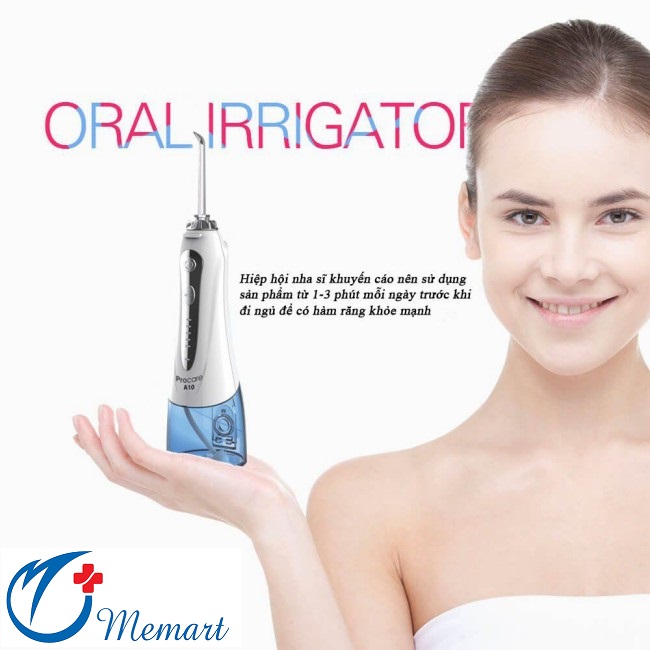 ORAL IRRIGATOR
Hiệp hội nha sĩ khuyến cáo nên sử dụng
sản phẩm từ 1-3 phút mỗi ngày trước khi
đi ngủ để có hàm răng khỏe mạnh
Procare
A10
Memart